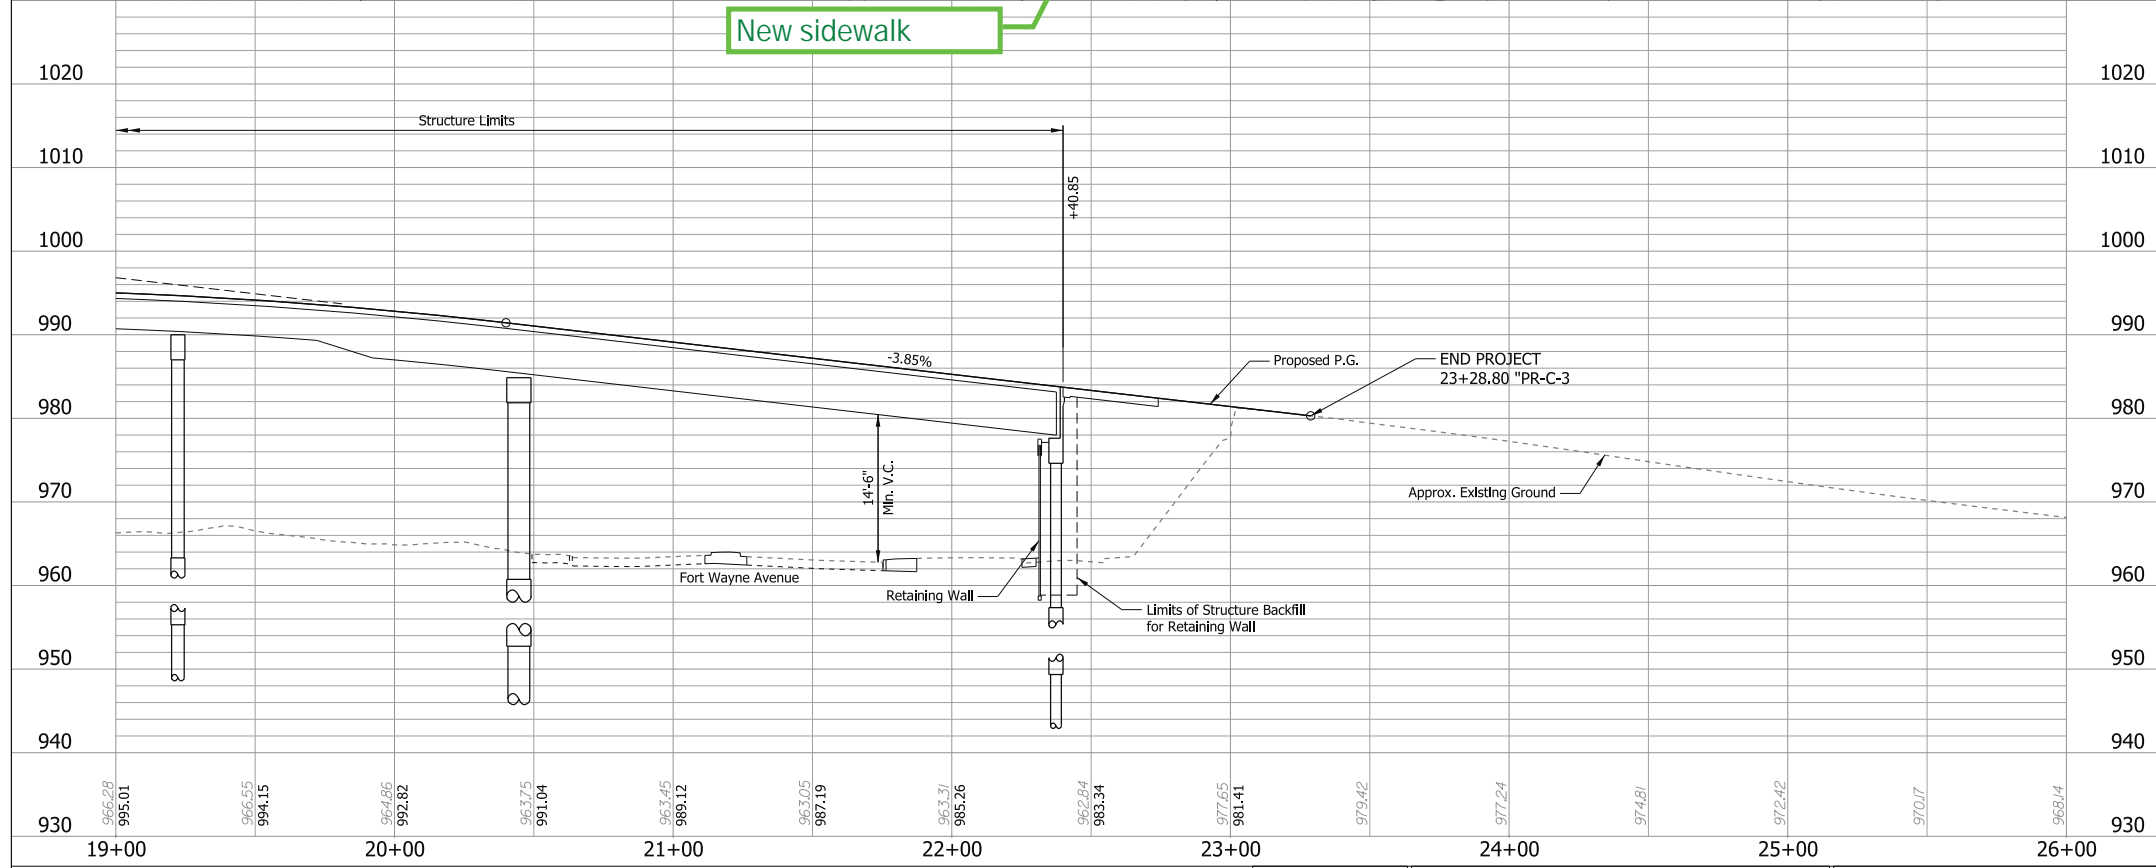 New sidewalk
1020 1020
Structure Limits
1010 1010
+40.85
1000 1000
990 990
-3.85%
Proposed P.G.
END PROJECT
23+28.80 "PR-C-3
980 980
14'-6"
Min. V.C.
970 970
Approx. Existing Ground
960 960
Fort Wayne Avenue
Retaining Wall
Limits of Structure Backfill
for Retaining Wall
950 950
940 940
966.28 966.55 964.86 963.75 963.45 963.05 963.31 962.84 977.65 979.42 977.24 974.81 972.42 970.17 968.14
995.01 994.15 992.82 991.04 989.12 987.19 985.26 983.34 981.41
930 930
19+00 20+00 21+00 22+00 23+00 24+00 25+00 26+00